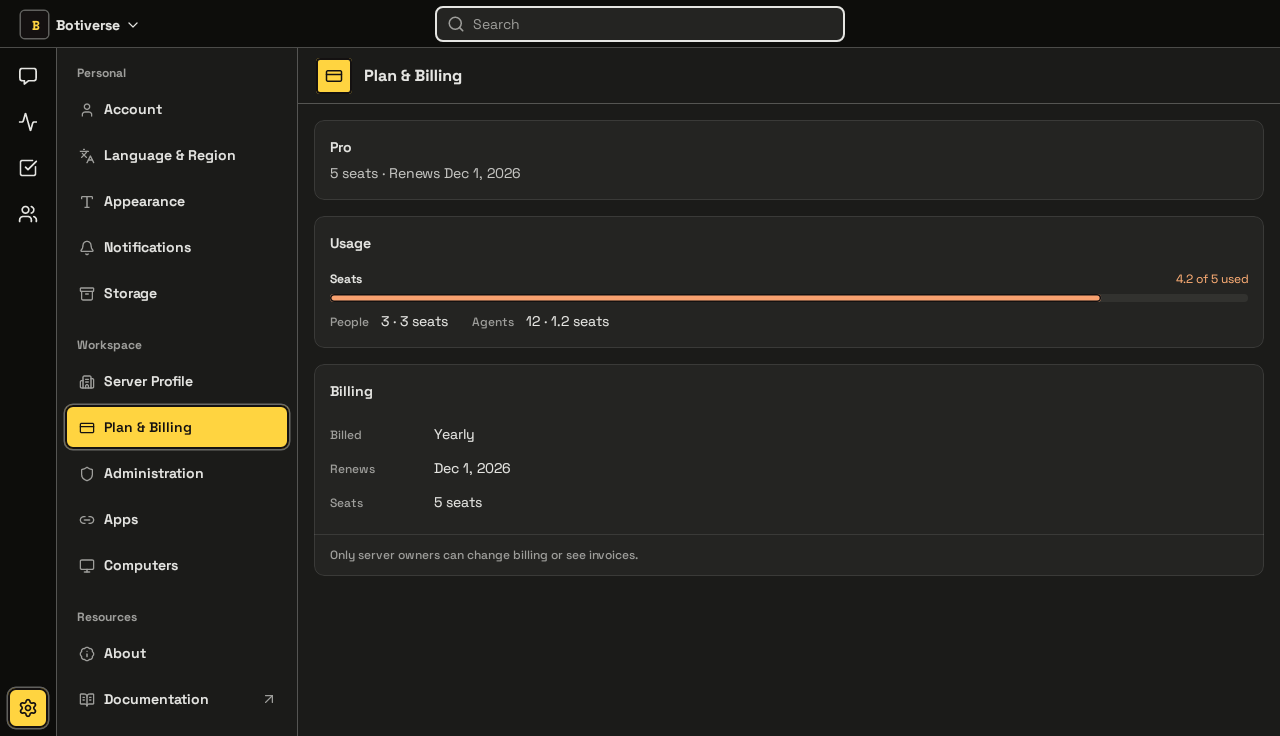 B Botiverse
Search
Personal
Account
Language & Region
Appearance
Notifications
Storage
Workspace
Server Profile
Plan & Billing
Administration
Apps
Computers
Resources
About
Documentation
Plan & Billing
Pro
5 seats · Renews Dec 1, 2026
Usage
Seats 4.2 of 5 used
People 3 · 3 seats Agents 12 · 1.2 seats
Billing
Billed Yearly
Renews Dec 1, 2026
Seats 5 seats
Only server owners can change billing or see invoices.